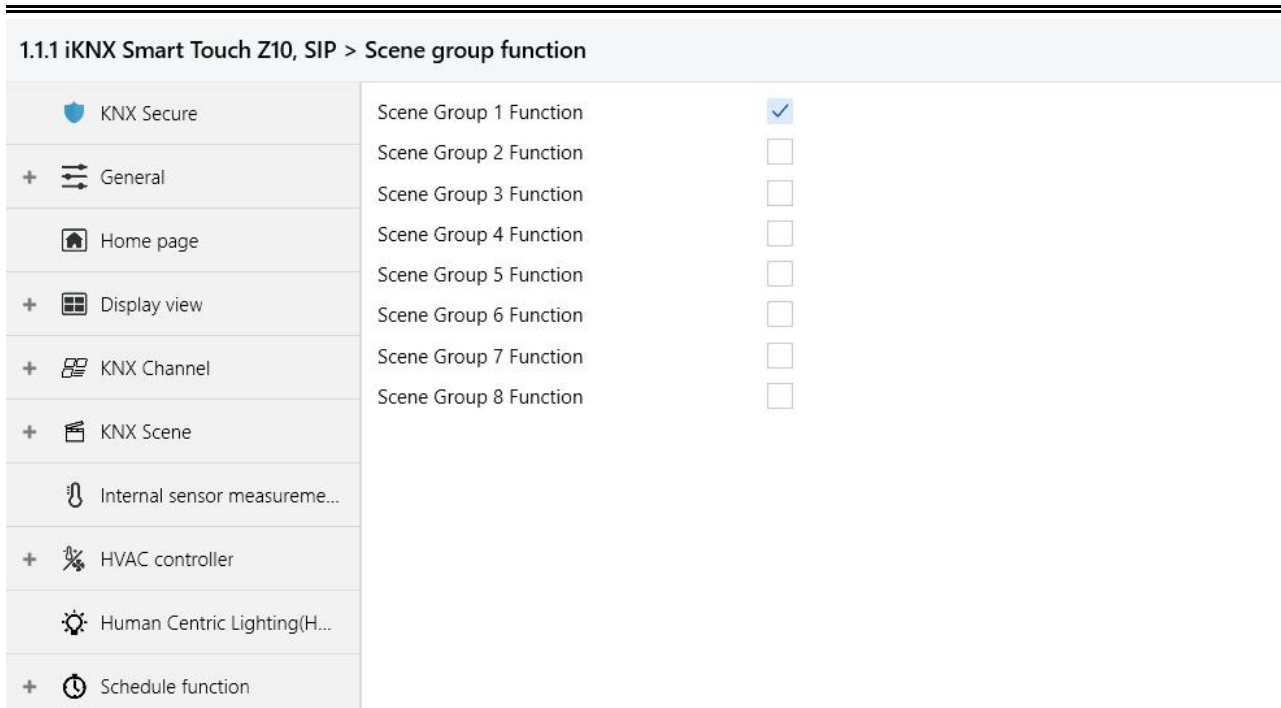 1.1.1 iKNX Smart Touch Z10, SIP > Scene group function
KNX Secure
+ General
Home page
+ Display view
+ KNX Channel
+ KNX Scene
Internal sensor measureme...
+ HVAC controller
Human Centric Lighting(H...
+ Schedule function
Scene Group 1 Function
Scene Group 2 Function
Scene Group 3 Function
Scene Group 4 Function
Scene Group 5 Function
Scene Group 6 Function
Scene Group 7 Function
Scene Group 8 Function